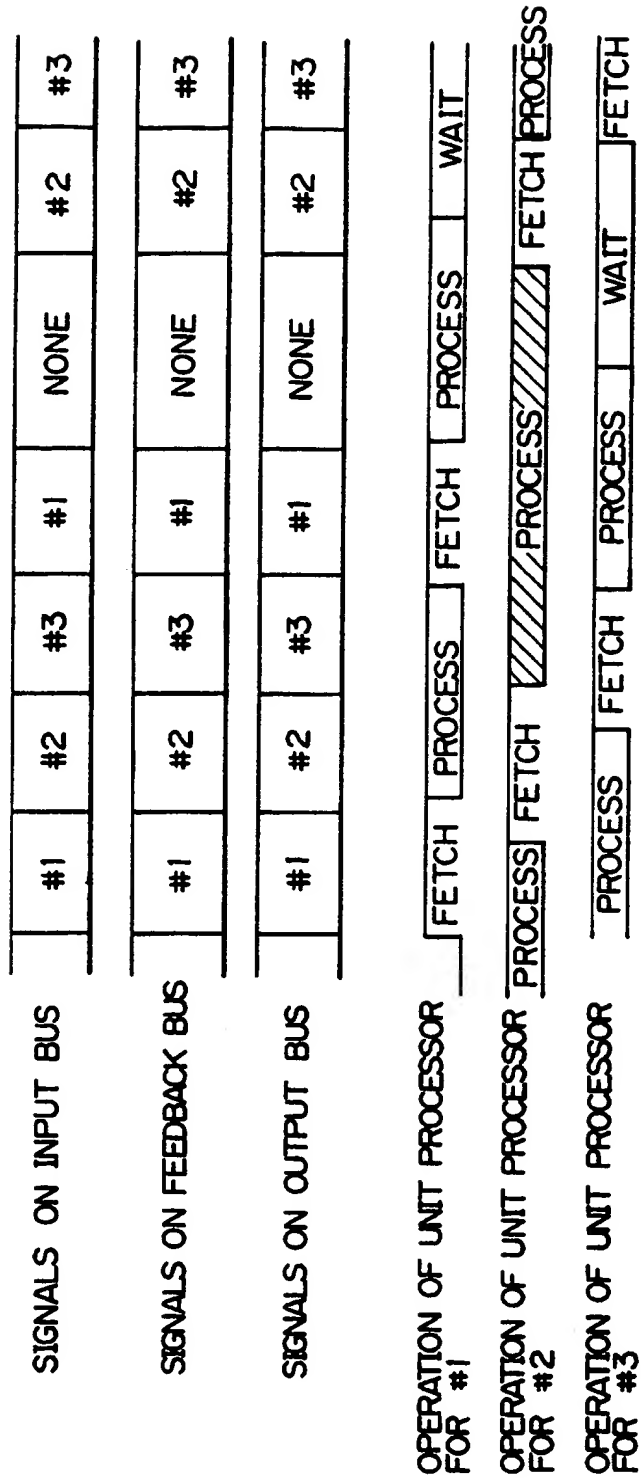 SIGNALS ON INPUT BUS
#1 #2 #3 #1 NONE #2 #3
SIGNALS ON FEEDBACK BUS
#1 #2 #3 #1 NONE #2 #3
SIGNALS ON OUTPUT BUS
#1 #2 #3 #1 NONE #2 #3
OPERATION OF UNIT PROCESSOR
FOR #1
FETCH PROCESS FETCH PROCESS WAIT
OPERATION OF UNIT PROCESSOR
FOR #2
PROCESS FETCH PROCESS FETCH PROCESS
OPERATION OF UNIT PROCESSOR
FOR #3
PROCESS FETCH PROCESS WAIT FETCH